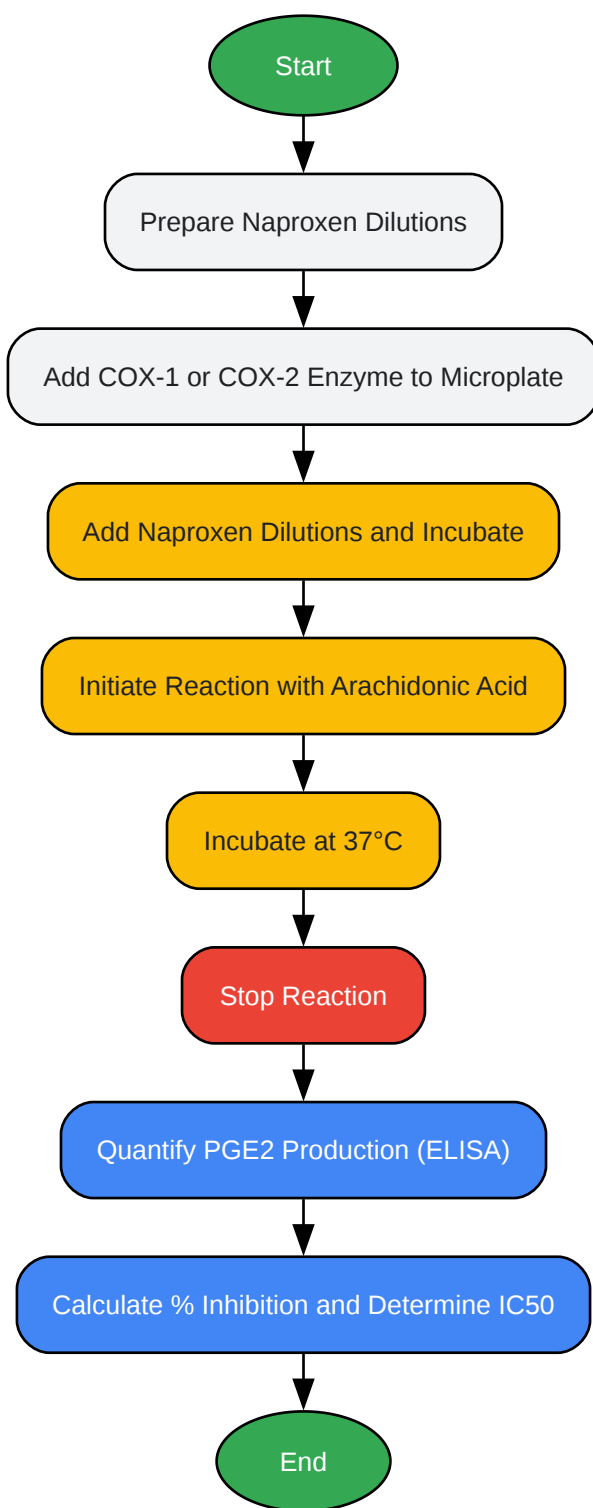 Start
Prepare Naproxen Dilutions
Add COX-1 or COX-2 Enzyme to Microplate
Add Naproxen Dilutions and Incubate
Initiate Reaction with Arachidonic Acid
Incubate at 37°C
Stop Reaction
Quantify PGE2 Production (ELISA)
Calculate % Inhibition and Determine IC50
End